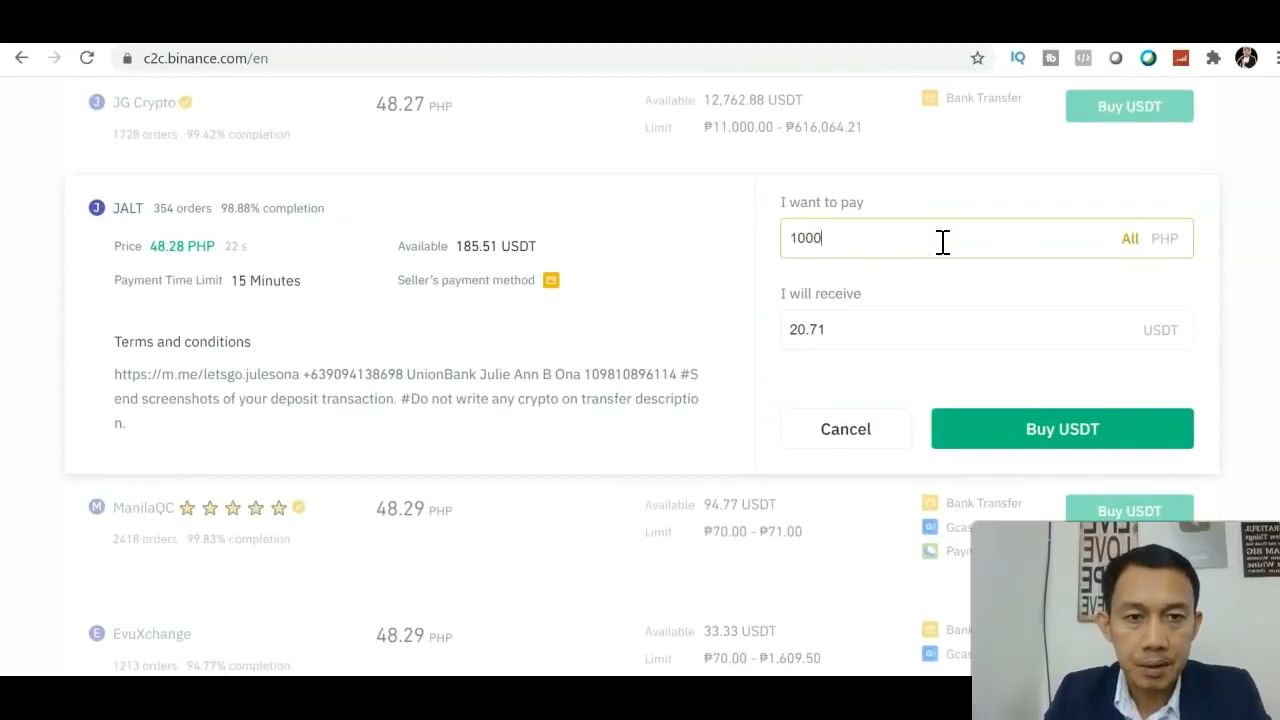 c2c.binance.com/en
JG Crypto 48.27 PHP Available 12,762.88 USDT Bank Transfer Buy USDT
1728 orders 99.42% completion Limit ₱11,000.00 - ₱616,064.21
J JALT 354 orders 98.88% completion
Price 48.28 PHP 22 s Available 185.51 USDT
Payment Time Limit 15 Minutes Seller's payment method
Terms and conditions
https://m.me/letsgo.julesona +639094138698 UnionBank Julie Ann B Ona 109810896114 #S
end screenshots of your deposit transaction. #Do not write any crypto on transfer descriptio
n.
I want to pay
1000 All PHP
I will receive
20.71 USDT
Cancel Buy USDT
M ManilaQC 48.29 PHP Available 94.77 USDT Bank Transfer Buy USDT
2418 orders 99.83% completion Limit ₱70.00 - ₱71.00 Gcas
Payn
E EvuXchange 48.29 PHP Available 33.33 USDT Bank
1213 orders 94.77% completion Limit ₱70.00 - ₱1,609.50 Gcas
LOVE